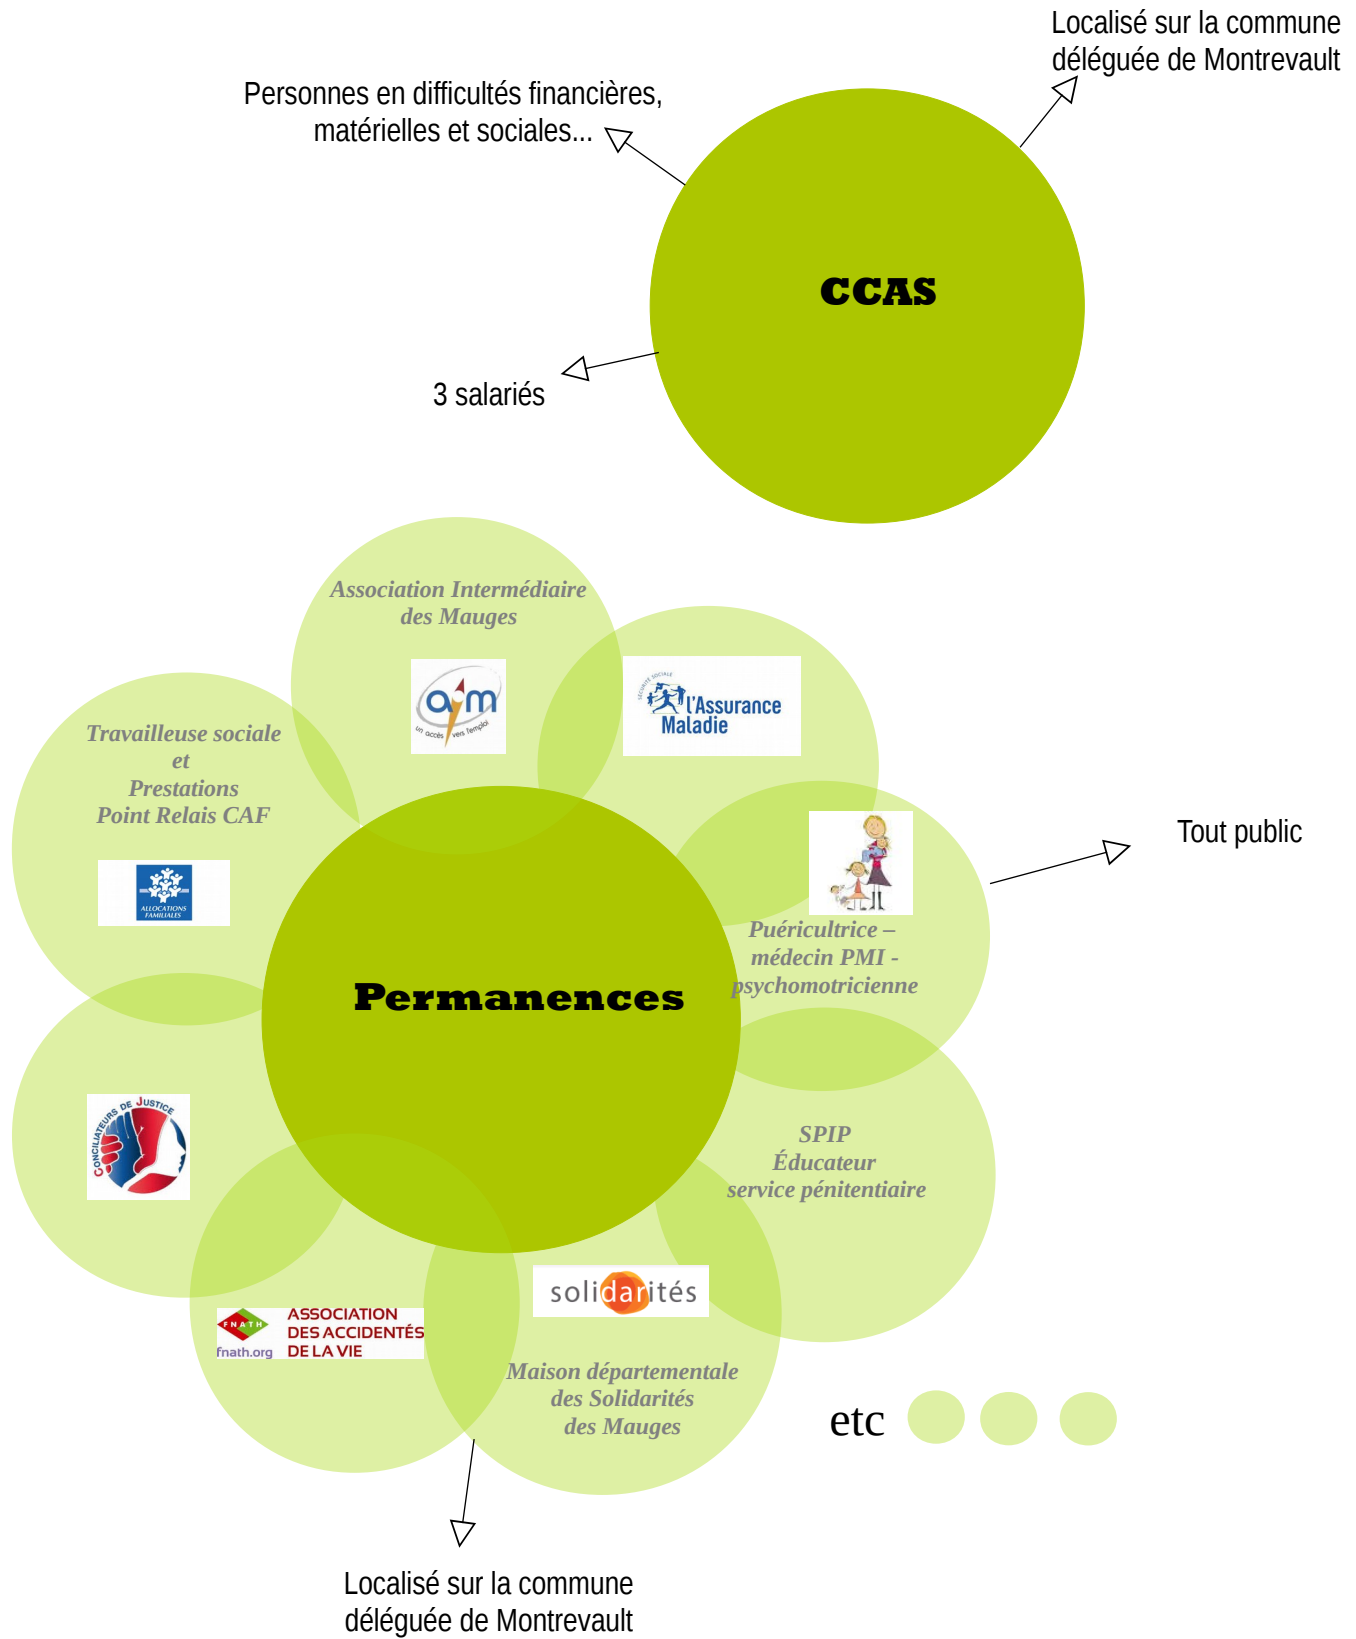 Localisé sur la commune
déléguée de Montrevault
Personnes en difficultés financières,
matérielles et sociales...
CCAS
3 salariés
Association Intermédiaire
des Mauges
aim
un accès vers l'emploi
SÉCURITÉ SOCIALE
l'Assurance
Maladie
Travailleuse sociale
et
Prestations
Point Relais CAF
ALLOCATIONS
FAMILIALES
Tout public
Puéricultrice –
médecin PMI -
psychomotricienne
Permanences
CONCILIATEURS DE JUSTICE
SPIP
Éducateur
service pénitentiaire
solidarités
FNATH
fnath.org
ASSOCIATION
DES ACCIDENTÉS
DE LA VIE
Maison départementale
des Solidarités
des Mauges
etc
Localisé sur la commune
déléguée de Montrevault